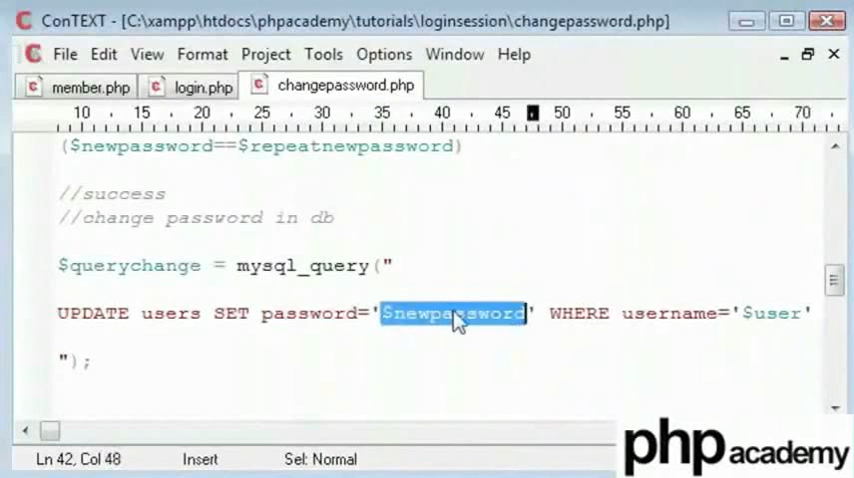 ConTEXT - [C:\xampp\htdocs\phpacademy\tutorials\loginsession\changepassword.php]
File Edit View Format Project Tools Options Window Help
member.php login.php changepassword.php
10 15 20 25 30 35 40 45 50 55 60 65 70
($newpassword==$repeatnewpassword)
//success
//change password in db
$querychange = mysql_query("
UPDATE users SET password='$newpassword' WHERE username='$user'
");
php academy
Ln 42, Col 48 Insert Sel: Normal